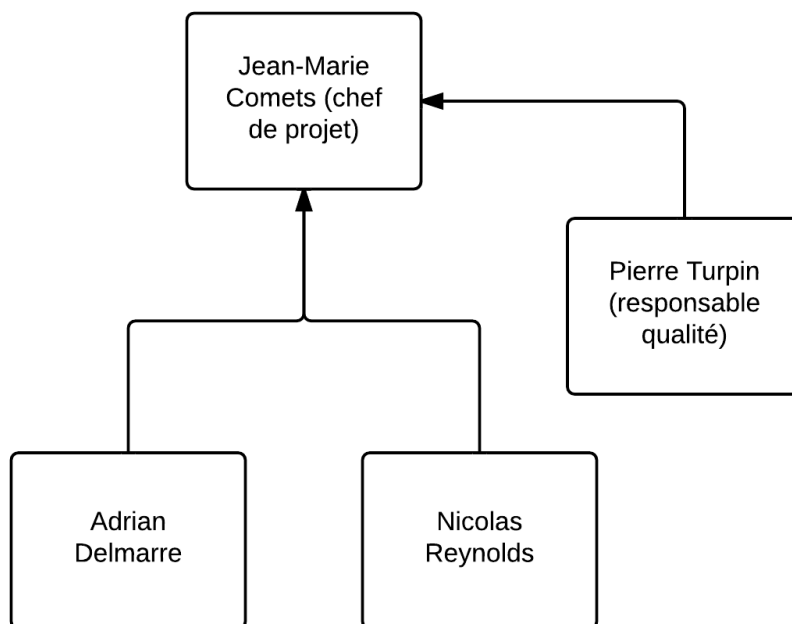 Jean-Marie
Comets (chef
de projet)
Pierre Turpin
(responsable
qualité)
Adrian
Delmarre
Nicolas
Reynolds